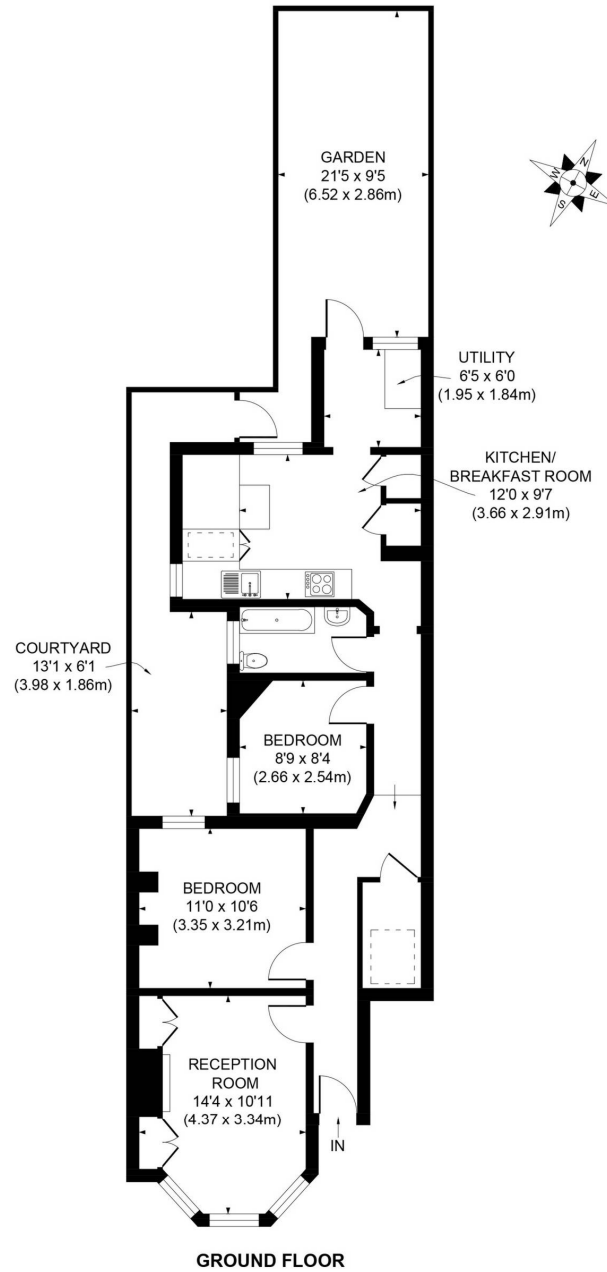 GARDEN
21'5 x 9'5
(6.52 x 2.86m)
N
W
E
S
UTILITY
6'5 x 6'0
(1.95 x 1.84m)
KITCHEN/
BREAKFAST ROOM
12'0 x 9'7
(3.66 x 2.91m)
COURTYARD
13'1 x 6'1
(3.98 x 1.86m)
BEDROOM
8'9 x 8'4
(2.66 x 2.54m)
BEDROOM
11'0 x 10'6
(3.35 x 3.21m)
RECEPTION
ROOM
14'4 x 10'11
(4.37 x 3.34m)
IN
GROUND FLOOR